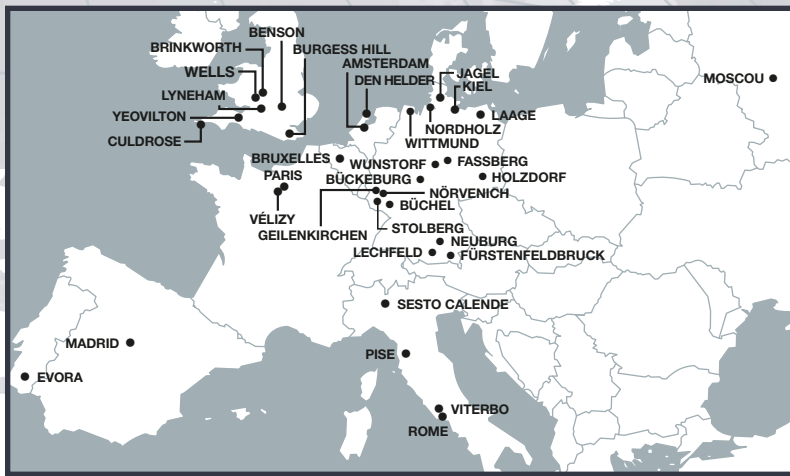 BENSON
BRINKWORTH
BURGESS HILL
WELLS
AMSTERDAM
DEN HELDER
JAGEL
KIEL
MOSCOU
LYNEHAM
YEOVILTON
LAAGE
NORDHOLZ
CULDROSE
WITTMUND
BRUXELLES
WUNSTORF
FASSBERG
PARIS
BÜCKEBURG
HOLZDORF
NÖRVENICH
BÜCHEL
VÉLIZY
GEILENKIRCHEN
STOLBERG
NEUBURG
LECHFELD
FÜRSTENFELDBRUCK
SESTO CALENDE
MADRID
PISE
EVORA
VITERBO
ROME